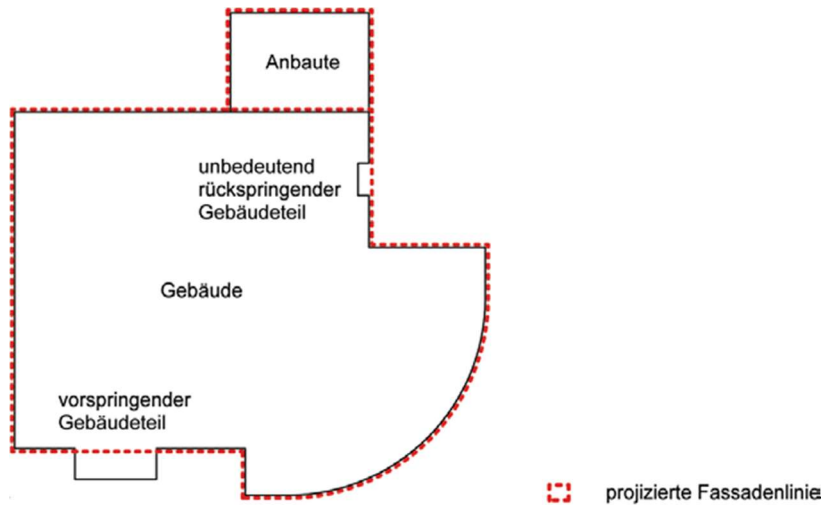 Anbaute
unbedeutend
rückspringender
Gebäudeteil
Gebäude
vorspringender
Gebäudeteil
projizierte Fassadenlinie